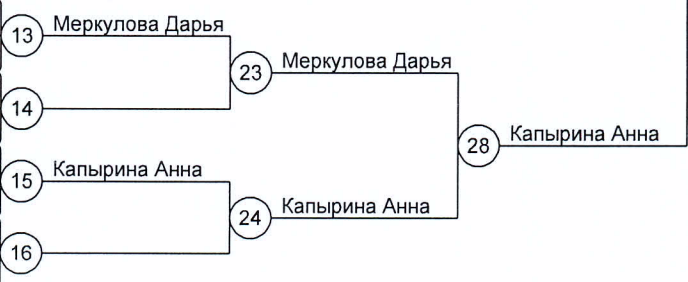 13 Меркулова Дарья
23 Меркулова Дарья
14
28 Капырина Анна
15 Капырина Анна
24 Капырина Анна
16